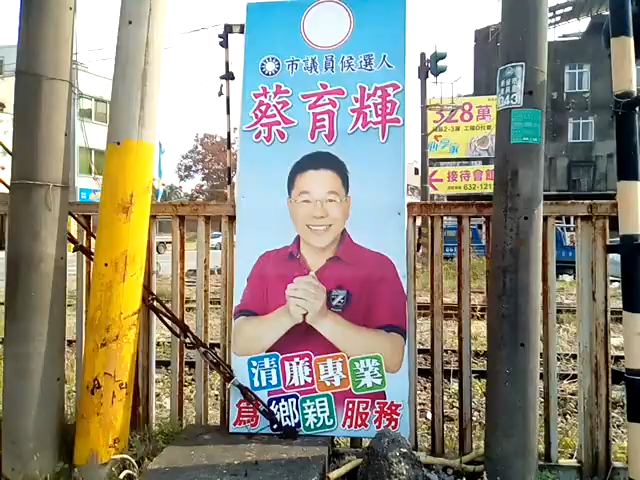 市議員候選人
蔡育輝
清廉專業
為鄉親服務
328萬
接待會館
632-121
043